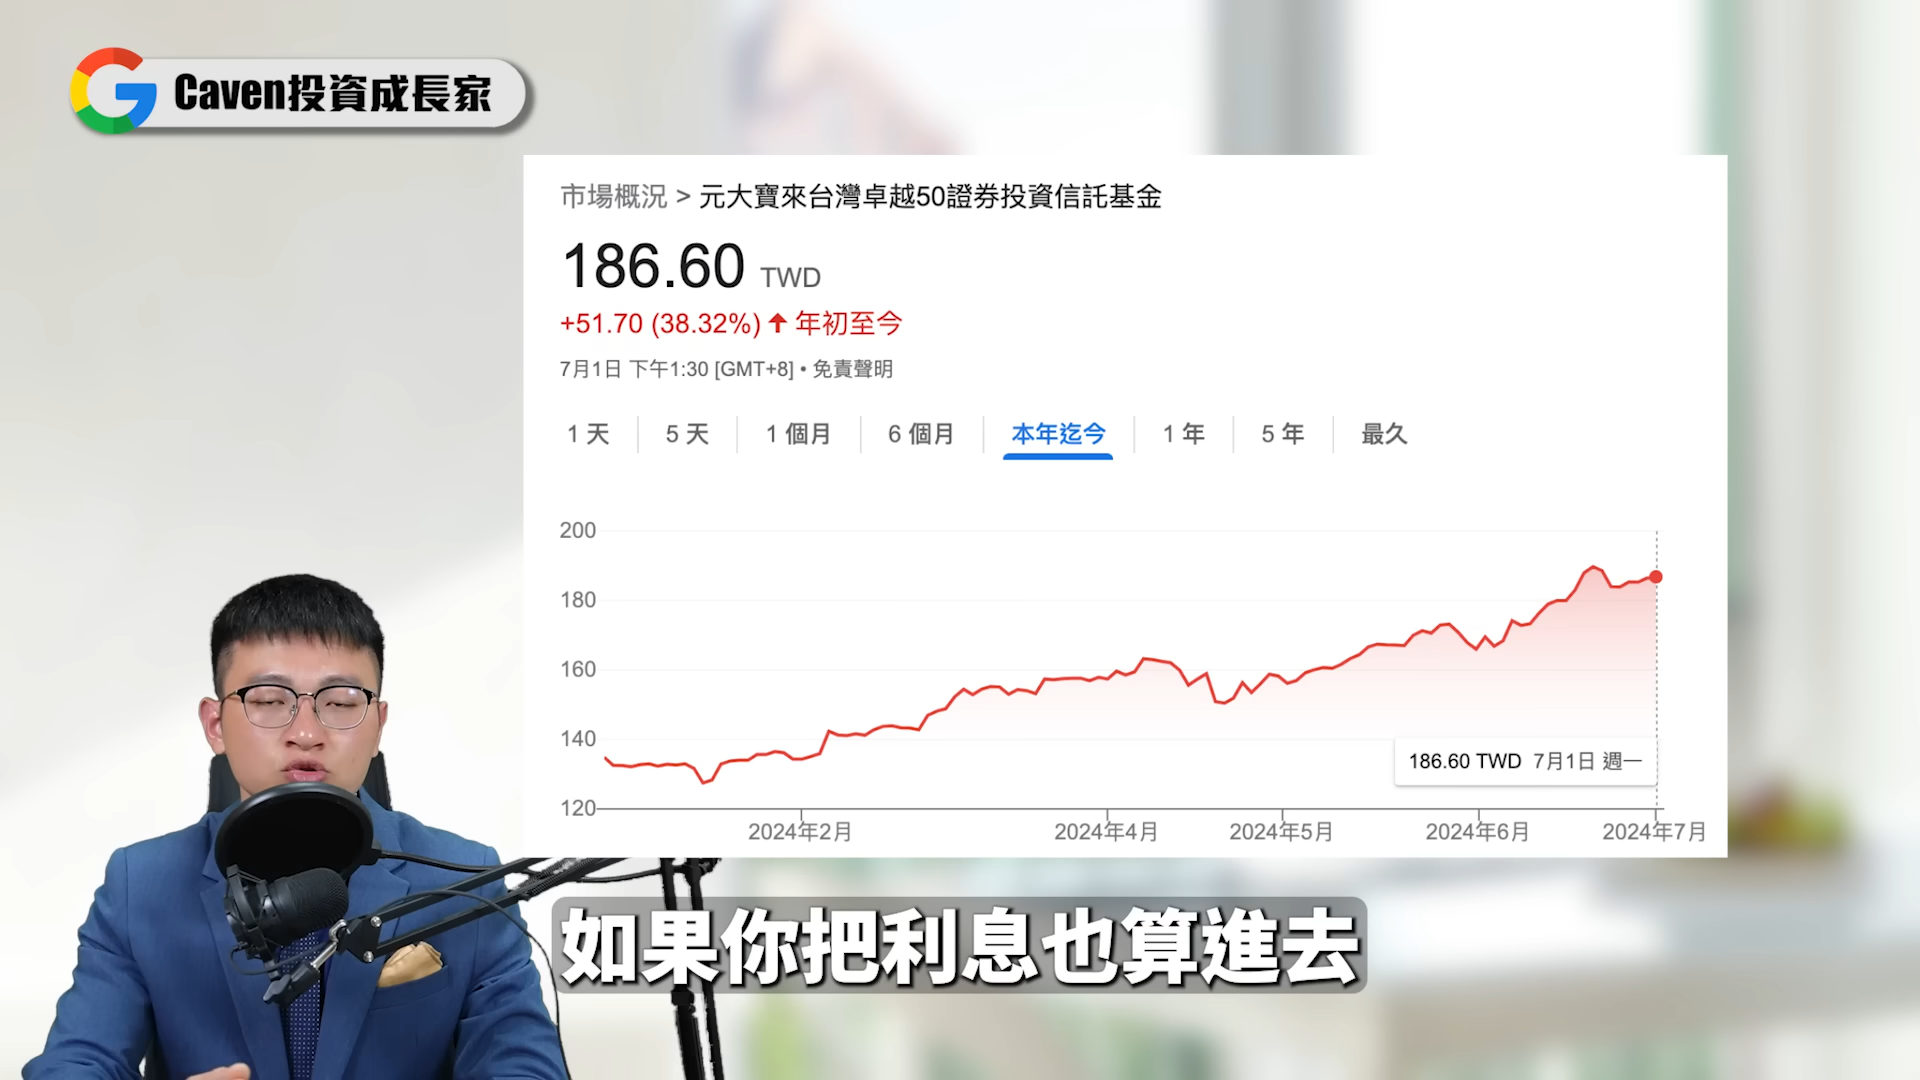 Caven投資成長家
市場概況 > 元大寶來台灣卓越50證券投資信託基金
186.60 TWD
+51.70 (38.32%) ↑ 年初至今
7月1日 下午1:30 [GMT+8] • 免責聲明
1 天 5 天 1 個月 6 個月 本年迄今 1 年 5 年 最久
200
180
160
140
120
186.60 TWD 7月1日 週一
2024年2月 2024年4月 2024年5月 2024年6月 2024年7月
如果你把利息也算進去